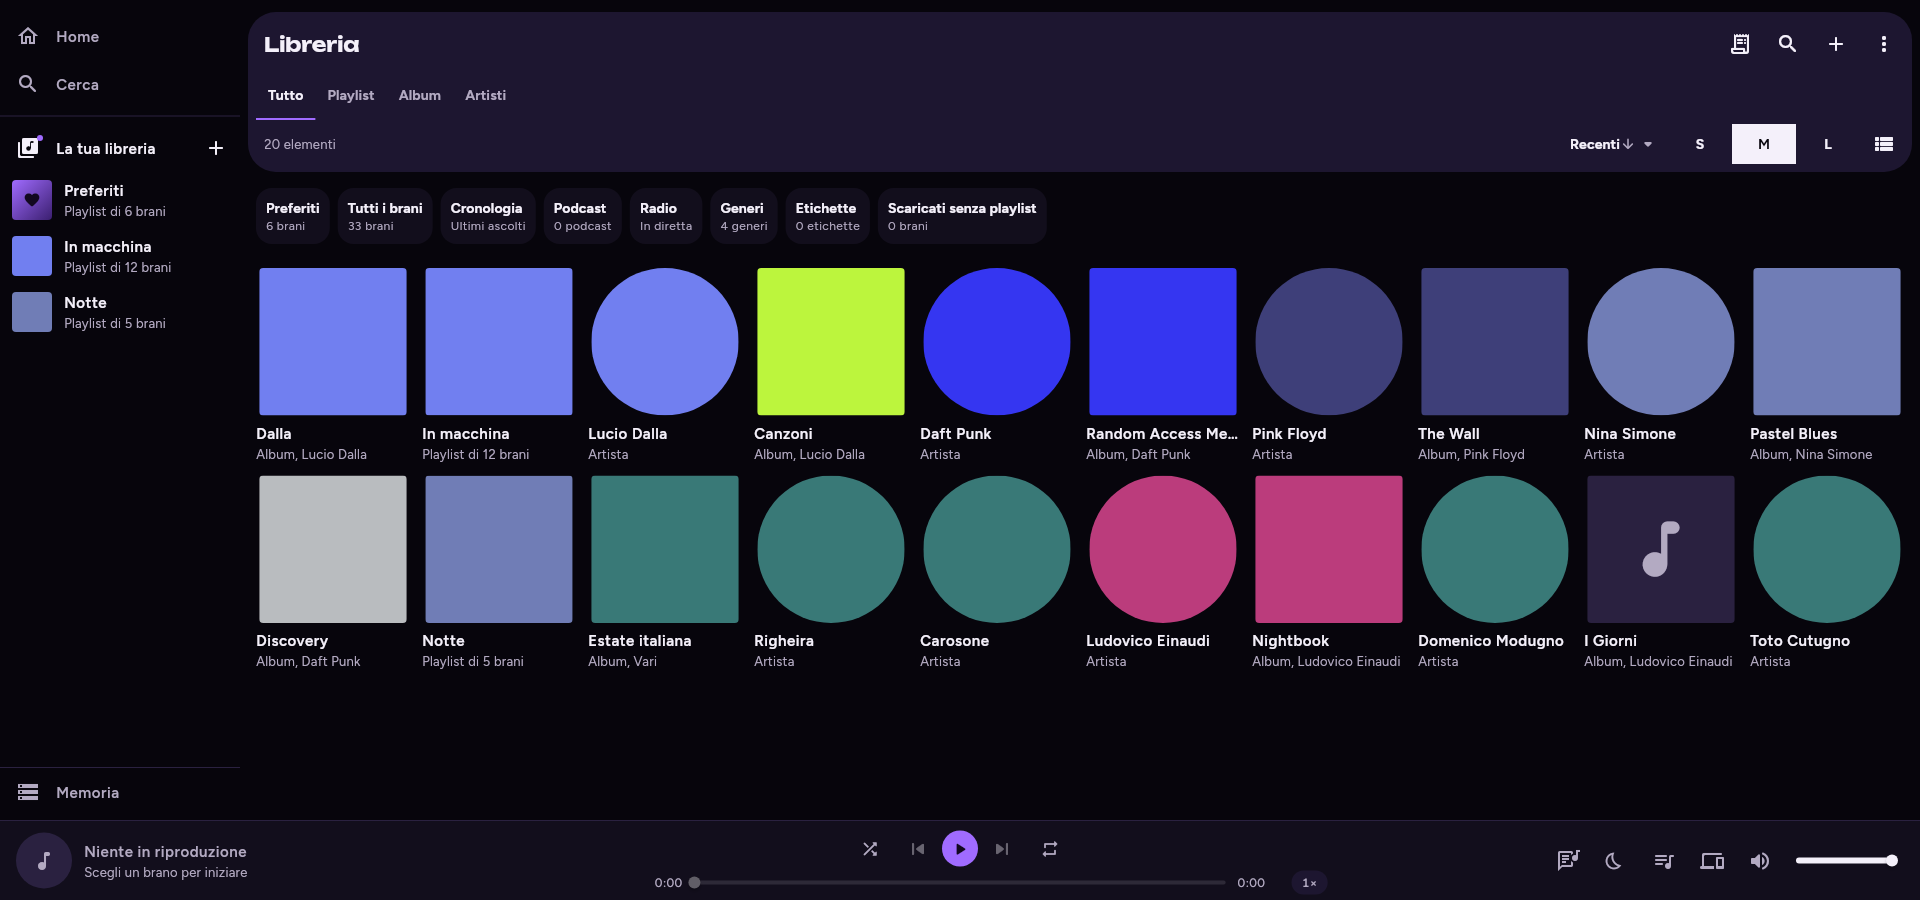 Home
Cerca
La tua libreria
Preferiti
Playlist di 6 brani
In macchina
Playlist di 12 brani
Notte
Playlist di 5 brani
Memoria
Libreria
Tutto Playlist Album Artisti
20 elementi
Recenti S M L
Preferiti Tutti i brani Cronologia Podcast Radio Generi Etichette Scaricati senza playlist
6 brani 33 brani Ultimi ascolti 0 podcast In diretta 4 generi 0 etichette 0 brani
Dalla In macchina Lucio Dalla Canzoni Daft Punk Random Access Me... Pink Floyd The Wall Nina Simone Pastel Blues
Album, Lucio Dalla Playlist di 12 brani Artista Album, Lucio Dalla Artista Album, Daft Punk Artista Album, Pink Floyd Artista Album, Nina Simone
Discovery Notte Estate italiana Righeira Carosone Ludovico Einaudi Nightbook Domenico Modugno I Giorni Toto Cutugno
Album, Daft Punk Playlist di 5 brani Album, Vari Artista Artista Artista Album, Ludovico Einaudi Artista Album, Ludovico Einaudi Artista
Niente in riproduzione
Scegli un brano per iniziare
0:00 0:00 1×